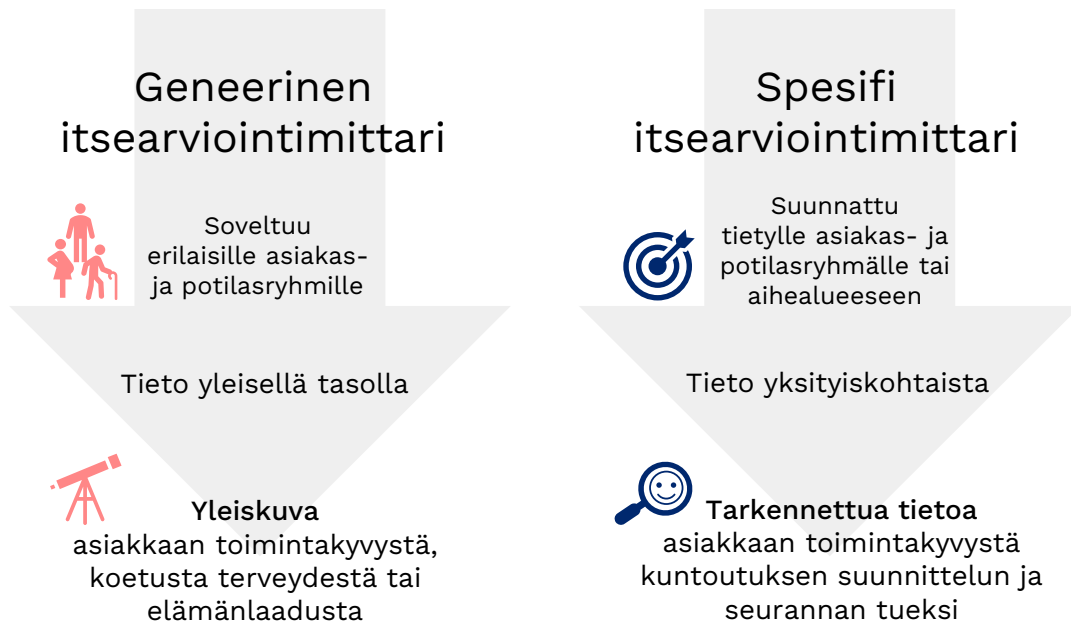 Geneerinen
itsearviointimittari
Soveltuu
erilaisille asiakas-
ja potilasryhmille
Tieto yleisellä tasolla
Yleiskuva
asiakkaan toimintakyvystä,
koetusta terveydestä tai
elämänlaadusta
Spesifi
itsearviointimittari
Suunnattu
tietylle asiakas- ja
potilasryhmälle tai
aihealueeseen
Tieto yksityiskohtaista
Tarkennettua tietoa
asiakkaan toimintakyvystä
kuntoutuksen suunnittelun ja
seurannan tueksi